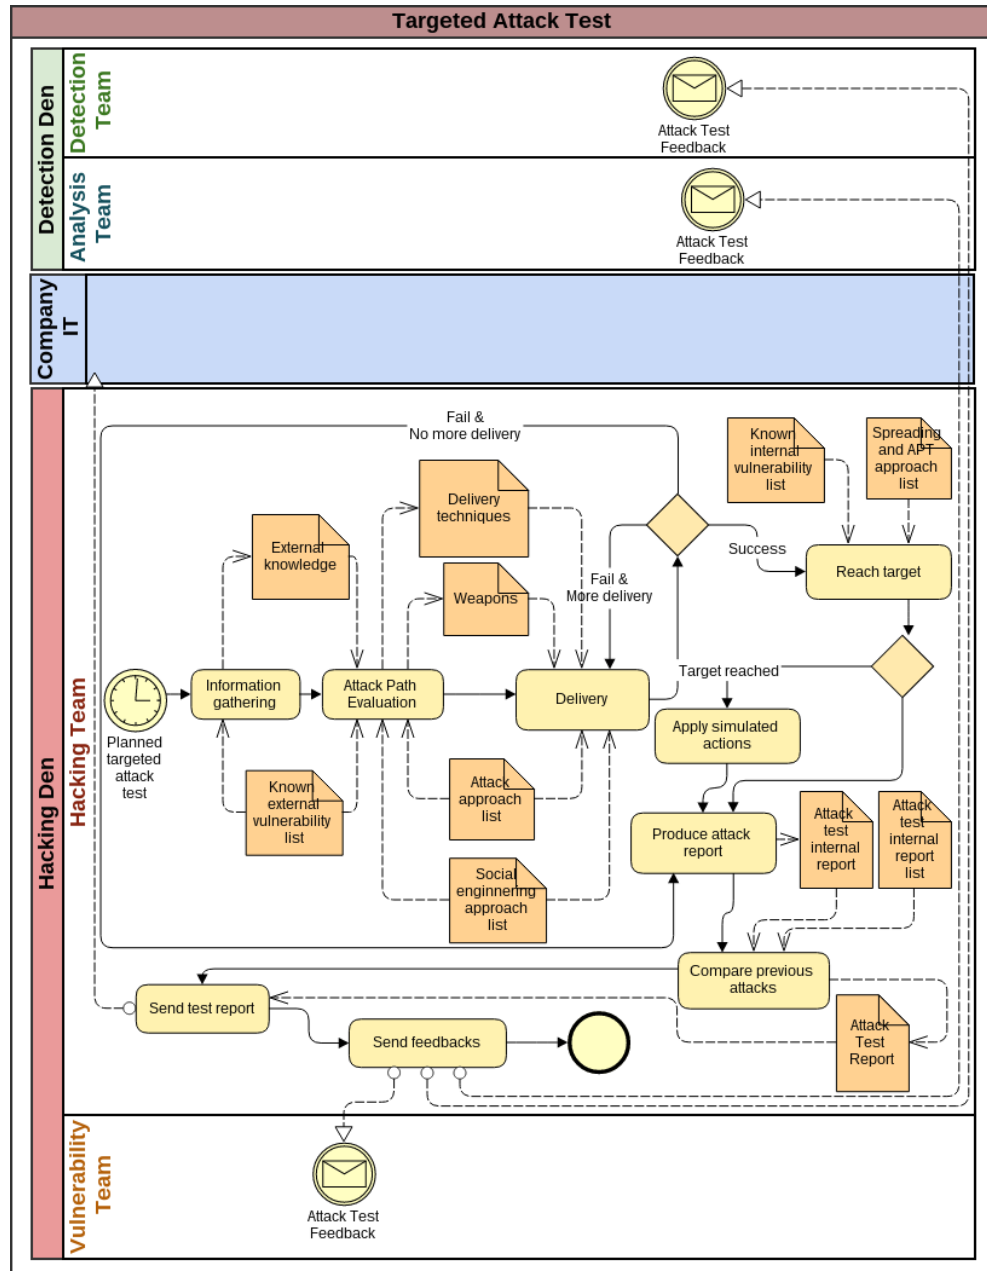 Targeted Attack Test
Detection Den
Detection
Team
Attack Test
Feedback
Analysis
Team
Attack Test
Feedback
Company
IT
Hacking Den
Hacking Team
Fail &
No more delivery
Known
internal
vulnerability
list
Spreading
and APT
approach
list
Delivery
techniques
External
knowledge
Success
Reach target
Weapons
Fail &
More delivery
Information
gathering
Attack Path
Evaluation
Delivery
Target reached
Apply simulated
actions
Planned
targeted
attack
test
Known
external
vulnerability
list
Attack
approach
list
Produce attack
report
Attack
test
internal
report
Attack
test
internal
report
list
Social
enginnering
approach
list
Compare previous
attacks
Send test report
Send feedbacks
Attack
Test
Report
Vulnerability
Team
Attack Test
Feedback